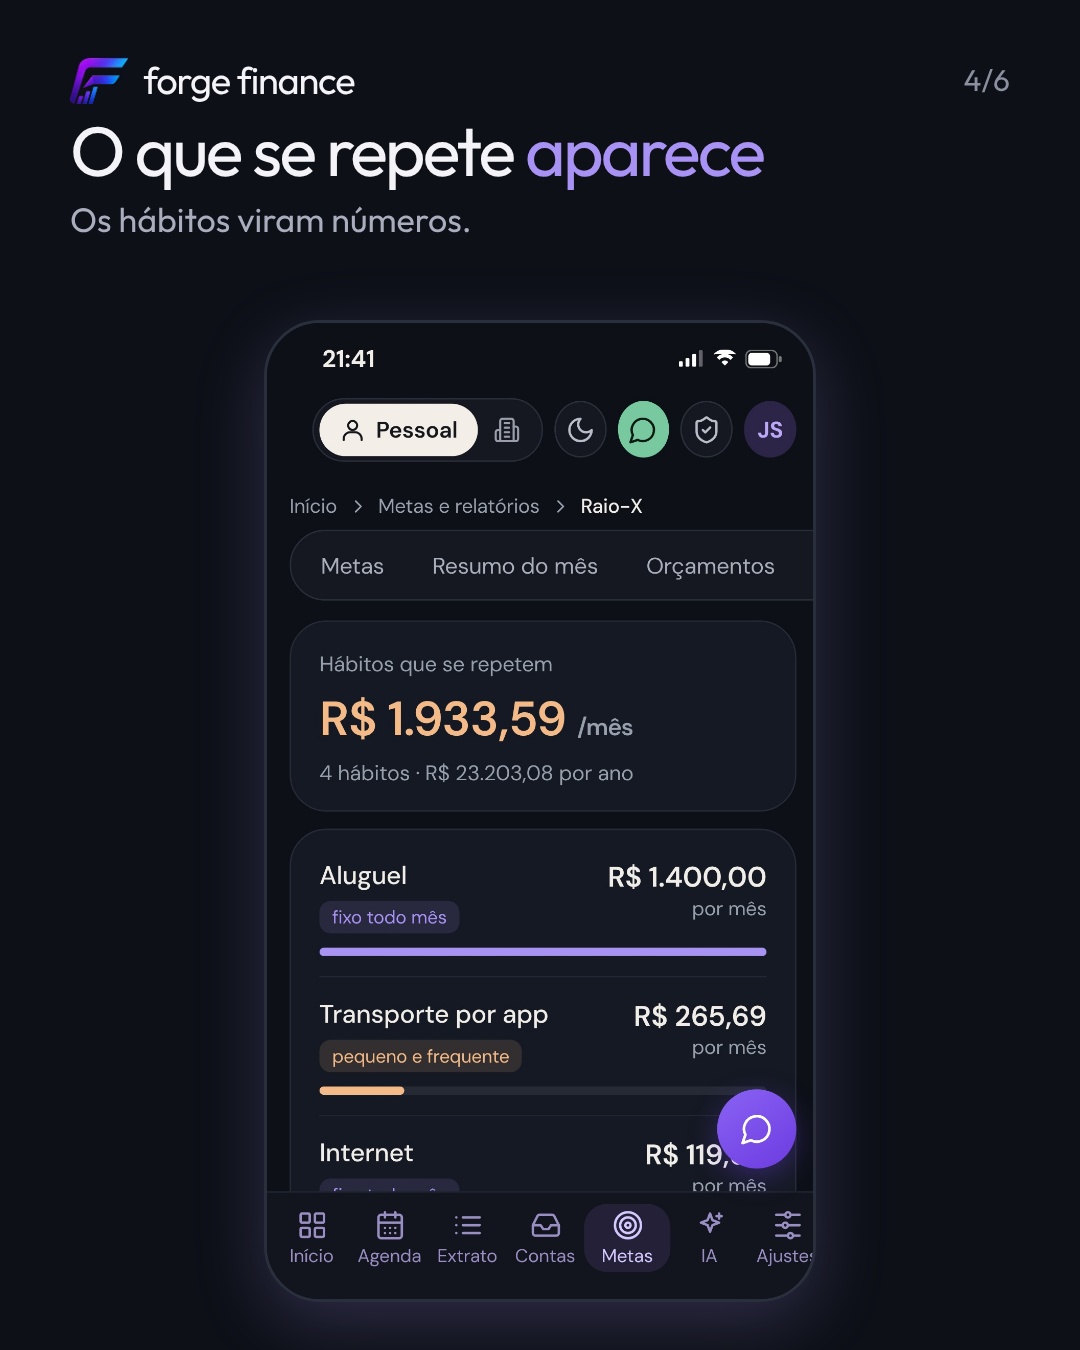 forge finance
4/6
O que se repete aparece
Os hábitos viram números.
21:41
Pessoal
JS
Início > Metas e relatórios > Raio-X
Metas Resumo do mês Orçamentos
Hábitos que se repetem
R$ 1.933,59 /mês
4 hábitos · R$ 23.203,08 por ano
Aluguel R$ 1.400,00
fixo todo mês por mês
Transporte por app R$ 265,69
pequeno e frequente por mês
Internet R$ 119,
por mês
Início Agenda Extrato Contas Metas IA Ajustes